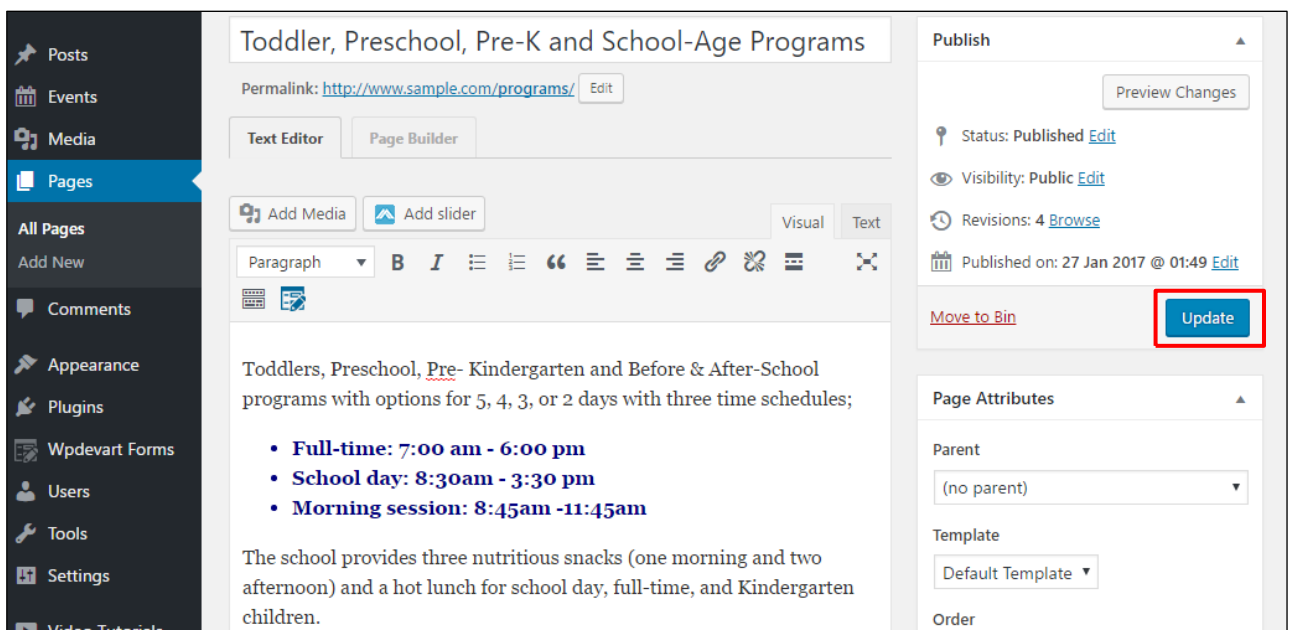 Posts
Events
Media
Pages
All Pages
Add New
Comments
Appearance
Plugins
Wpdevart Forms
Users
Tools
Settings
Video Tutorials
Toddler, Preschool, Pre-K and School-Age Programs
Permalink: http://www.sample.com/programs/ Edit
Text Editor Page Builder
Add Media Add slider
Visual Text
Paragraph
Toddlers, Preschool, Pre- Kindergarten and Before & After-School
programs with options for 5, 4, 3, or 2 days with three time schedules;
• Full-time: 7:00 am - 6:00 pm
• School day: 8:30am - 3:30 pm
• Morning session: 8:45am -11:45am
The school provides three nutritious snacks (one morning and two
afternoon) and a hot lunch for school day, full-time, and Kindergarten
children.
Publish
Preview Changes
Status: Published Edit
Visibility: Public Edit
Revisions: 4 Browse
Published on: 27 Jan 2017 @ 01:49 Edit
Move to Bin Update
Page Attributes
Parent
(no parent)
Template
Default Template
Order